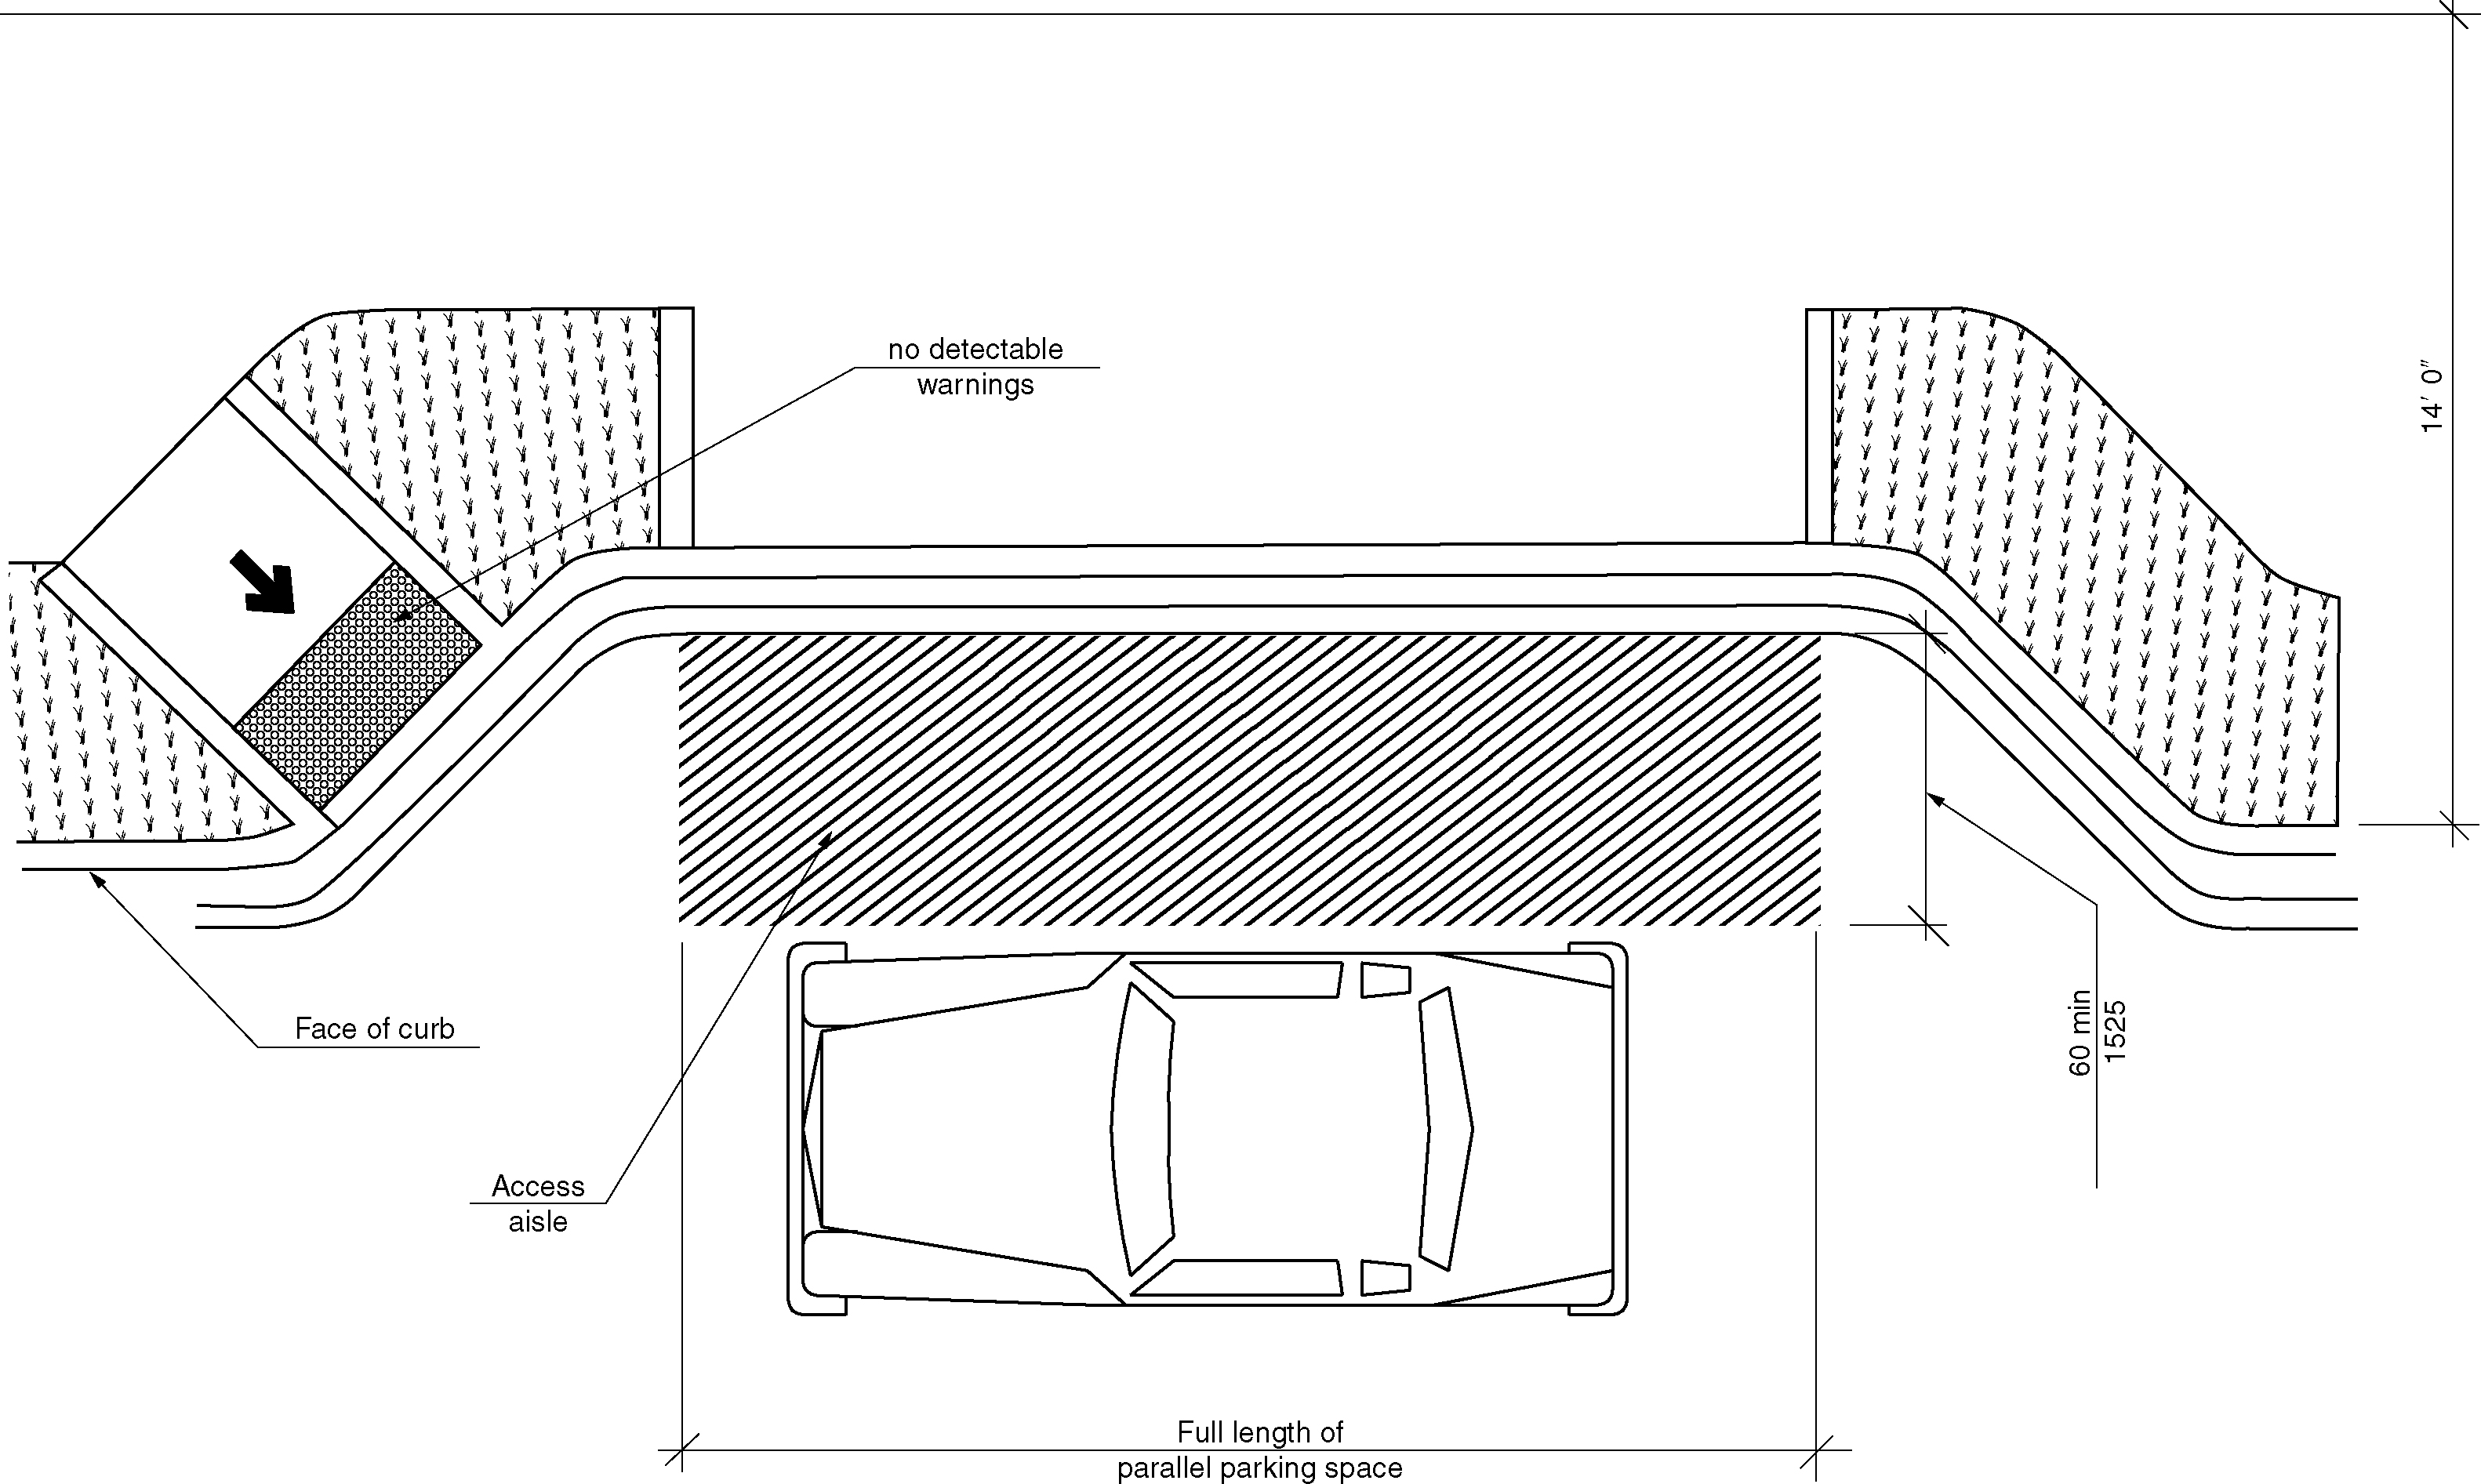 no detectable
warnings
14' 0"
Face of curb
60 min
1525
Access
aisle
Full length of
parallel parking space